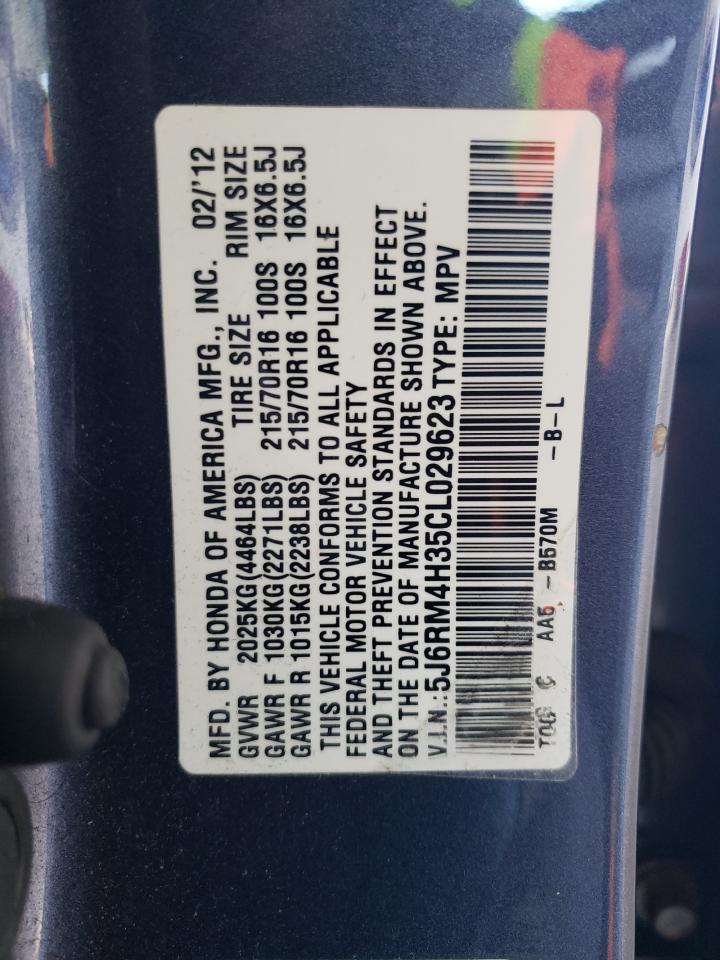 MFD. BY HONDA OF AMERICA MFG., INC. 02/'12
GVWR 2025KG(4464LBS) TIRE SIZE RIM SIZE
GAWR F 1030KG(2271LBS) 215/70R16 100S 16X6.5J
GAWR R 1015KG(2238LBS) 215/70R16 100S 16X6.5J
THIS VEHICLE CONFORMS TO ALL APPLICABLE
FEDERAL MOTOR VEHICLE SAFETY
AND THEFT PREVENTION STANDARDS IN EFFECT
ON THE DATE OF MANUFACTURE SHOWN ABOVE.
V.I.N.:5J6RM4H35CL029623 TYPE: MPV
C AA5 -B570M -B-L